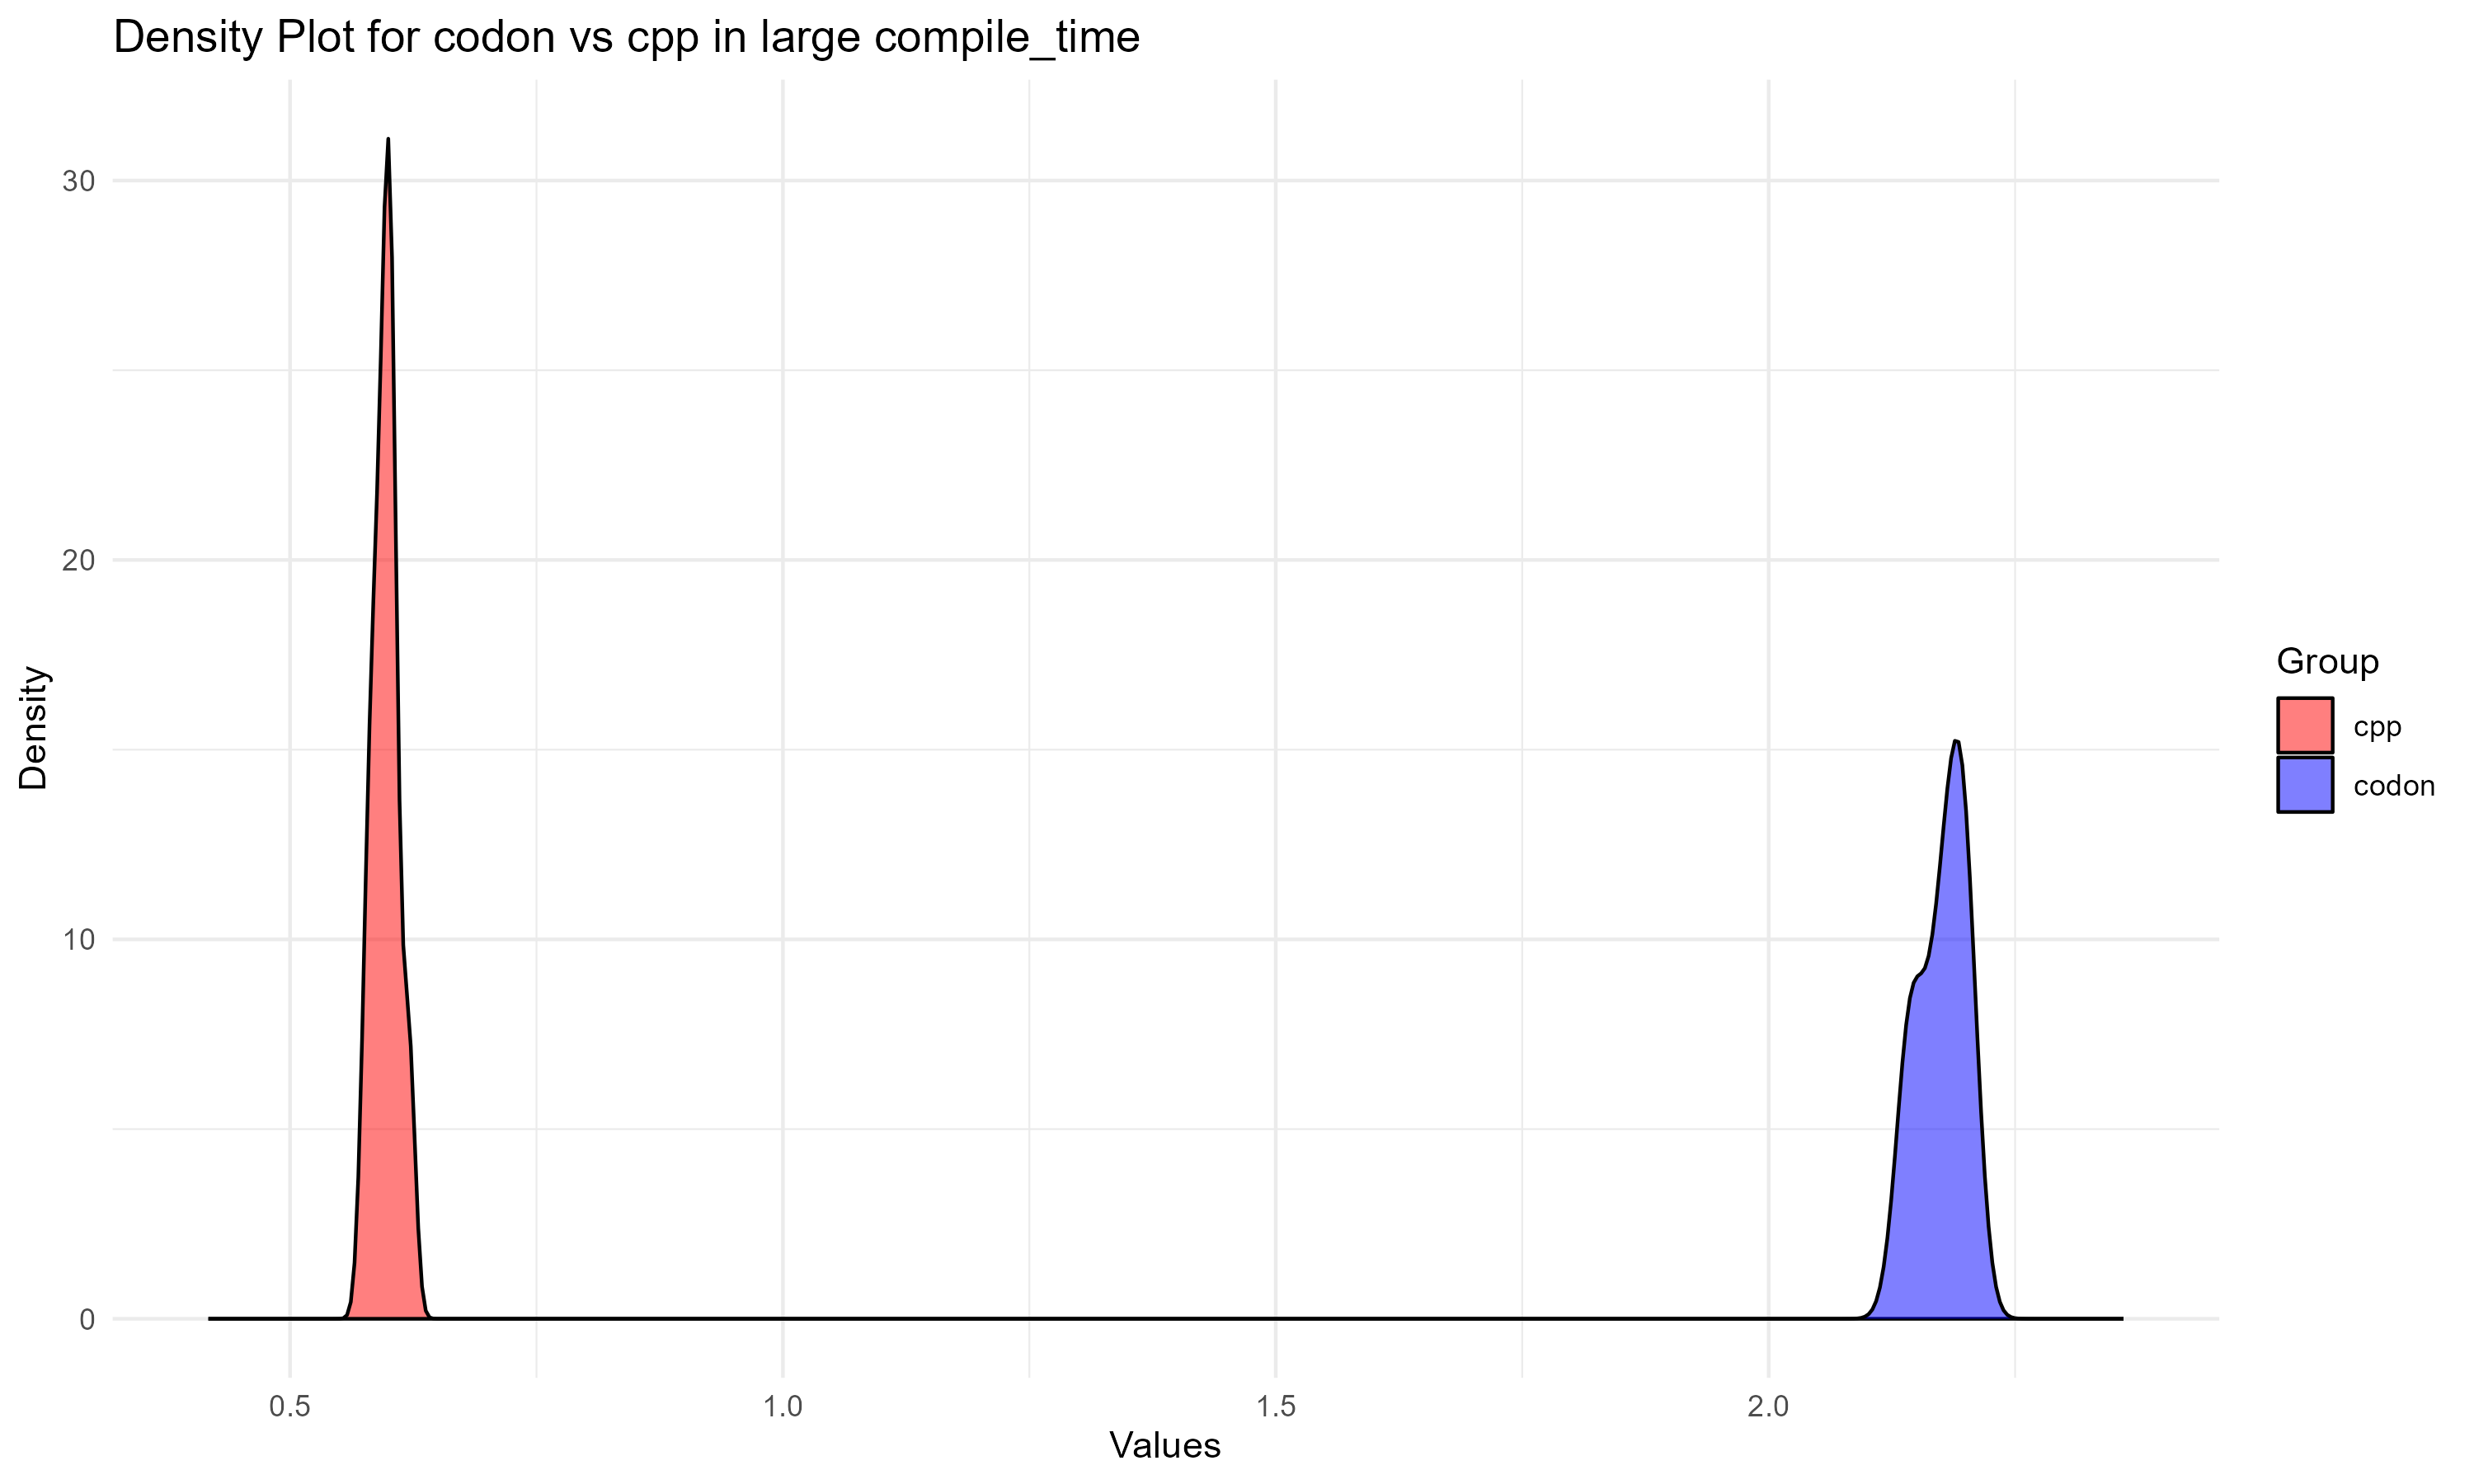 Density Plot for codon vs cpp in large compile_time
30
20
10
0
Density
0.5 1.0 1.5 2.0
Values
Group
cpp
codon